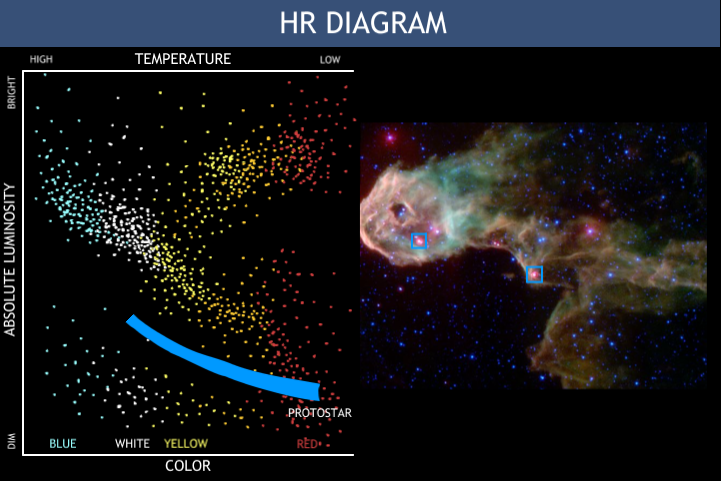 HR DIAGRAM
HIGH
TEMPERATURE
LOW
BRIGHT
ABSOLUTE LUMINOSITY
DIM
PROTOSTAR
BLUE
WHITE
YELLOW
RED
COLOR